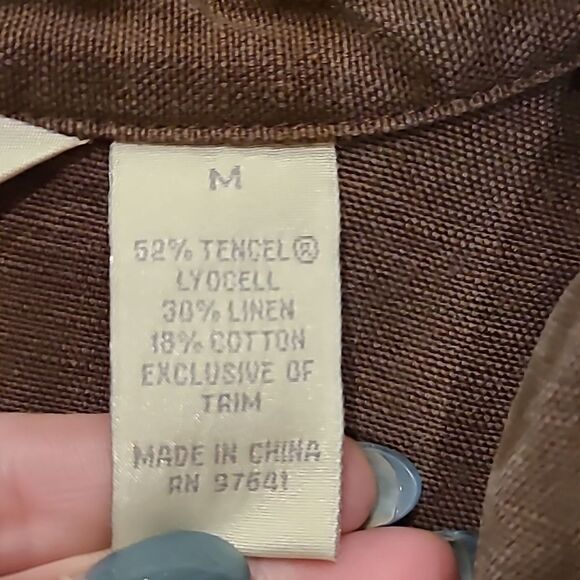 M
52% TENCEL®
LYOCELL
30% LINEN
18% COTTON
EXCLUSIVE OF
TRIM
MADE IN CHINA
RN 97641